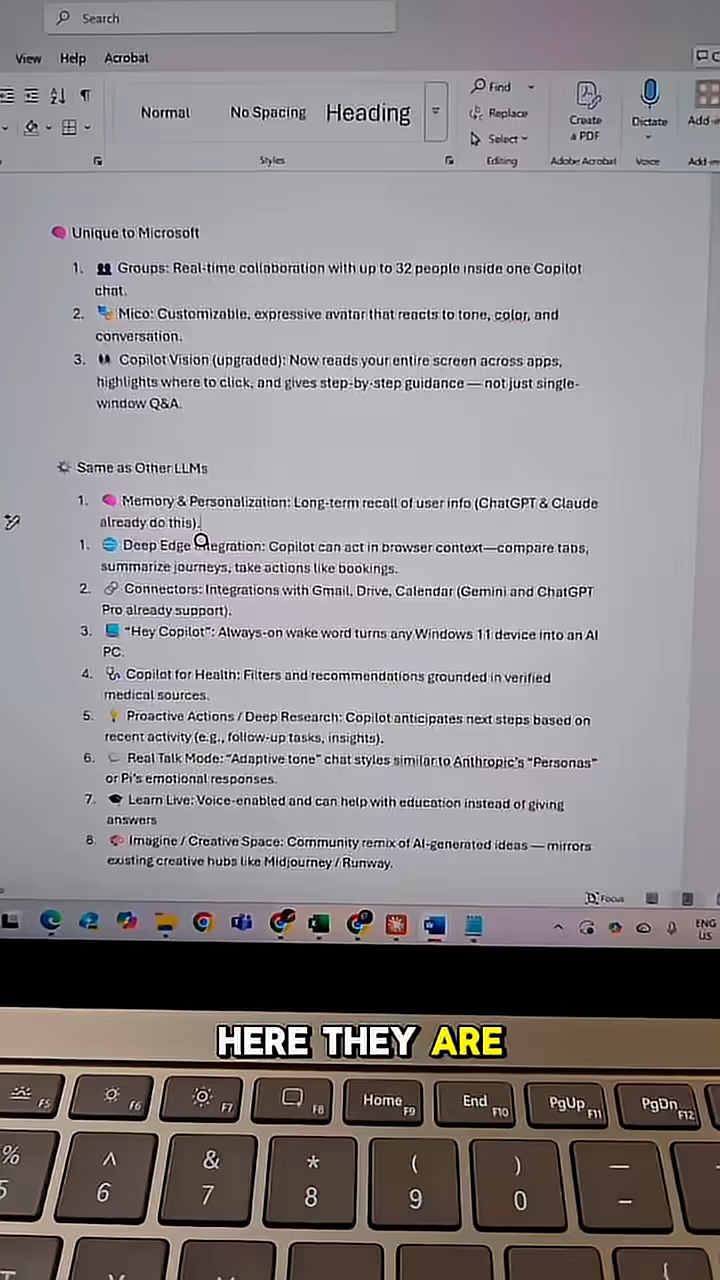 Search
View Help Acrobat
Normal No Spacing Heading
Find
Replace
Select
Create a PDF
Dictate
Styles
Editing
Adobe Acrobat
Voice
Unique to Microsoft
1. Groups: Real-time collaboration with up to 32 people inside one Copilot
chat.
2. Mico: Customizable, expressive avatar that reacts to tone, color, and
conversation.
3. Copilot Vision (upgraded): Now reads your entire screen across apps,
highlights where to click, and gives step-by-step guidance — not just single-
window Q&A.
Same as Other LLMs
1. Memory & Personalization: Long-term recall of user info (ChatGPT & Claude
already do this).
1. Deep Edge Integration: Copilot can act in browser context—compare tabs,
summarize journeys, take actions like bookings.
2. Connectors: Integrations with Gmail, Drive, Calendar (Gemini and ChatGPT
Pro already support).
3. "Hey Copilot": Always-on wake word turns any Windows 11 device into an AI
PC.
4. Copilot for Health: Filters and recommendations grounded in verified
medical sources.
5. Proactive Actions / Deep Research: Copilot anticipates next steps based on
recent activity (e.g., follow-up tasks, insights).
6. Real Talk Mode: "Adaptive tone" chat styles similar to Anthropic's "Personas"
or Pi's emotional responses.
7. Learn Live: Voice-enabled and can help with education instead of giving
answers
8. Imagine / Creative Space: Community remix of AI-generated ideas — mirrors
existing creative hubs like Midjourney / Runway.
Focus
ENG
US
HERE THEY ARE
F5 F6 F7 F8 Home F9 End F10 PgUp F11 PgDn F12
% ^ & * ( ) —
5 6 7 8 9 0 -